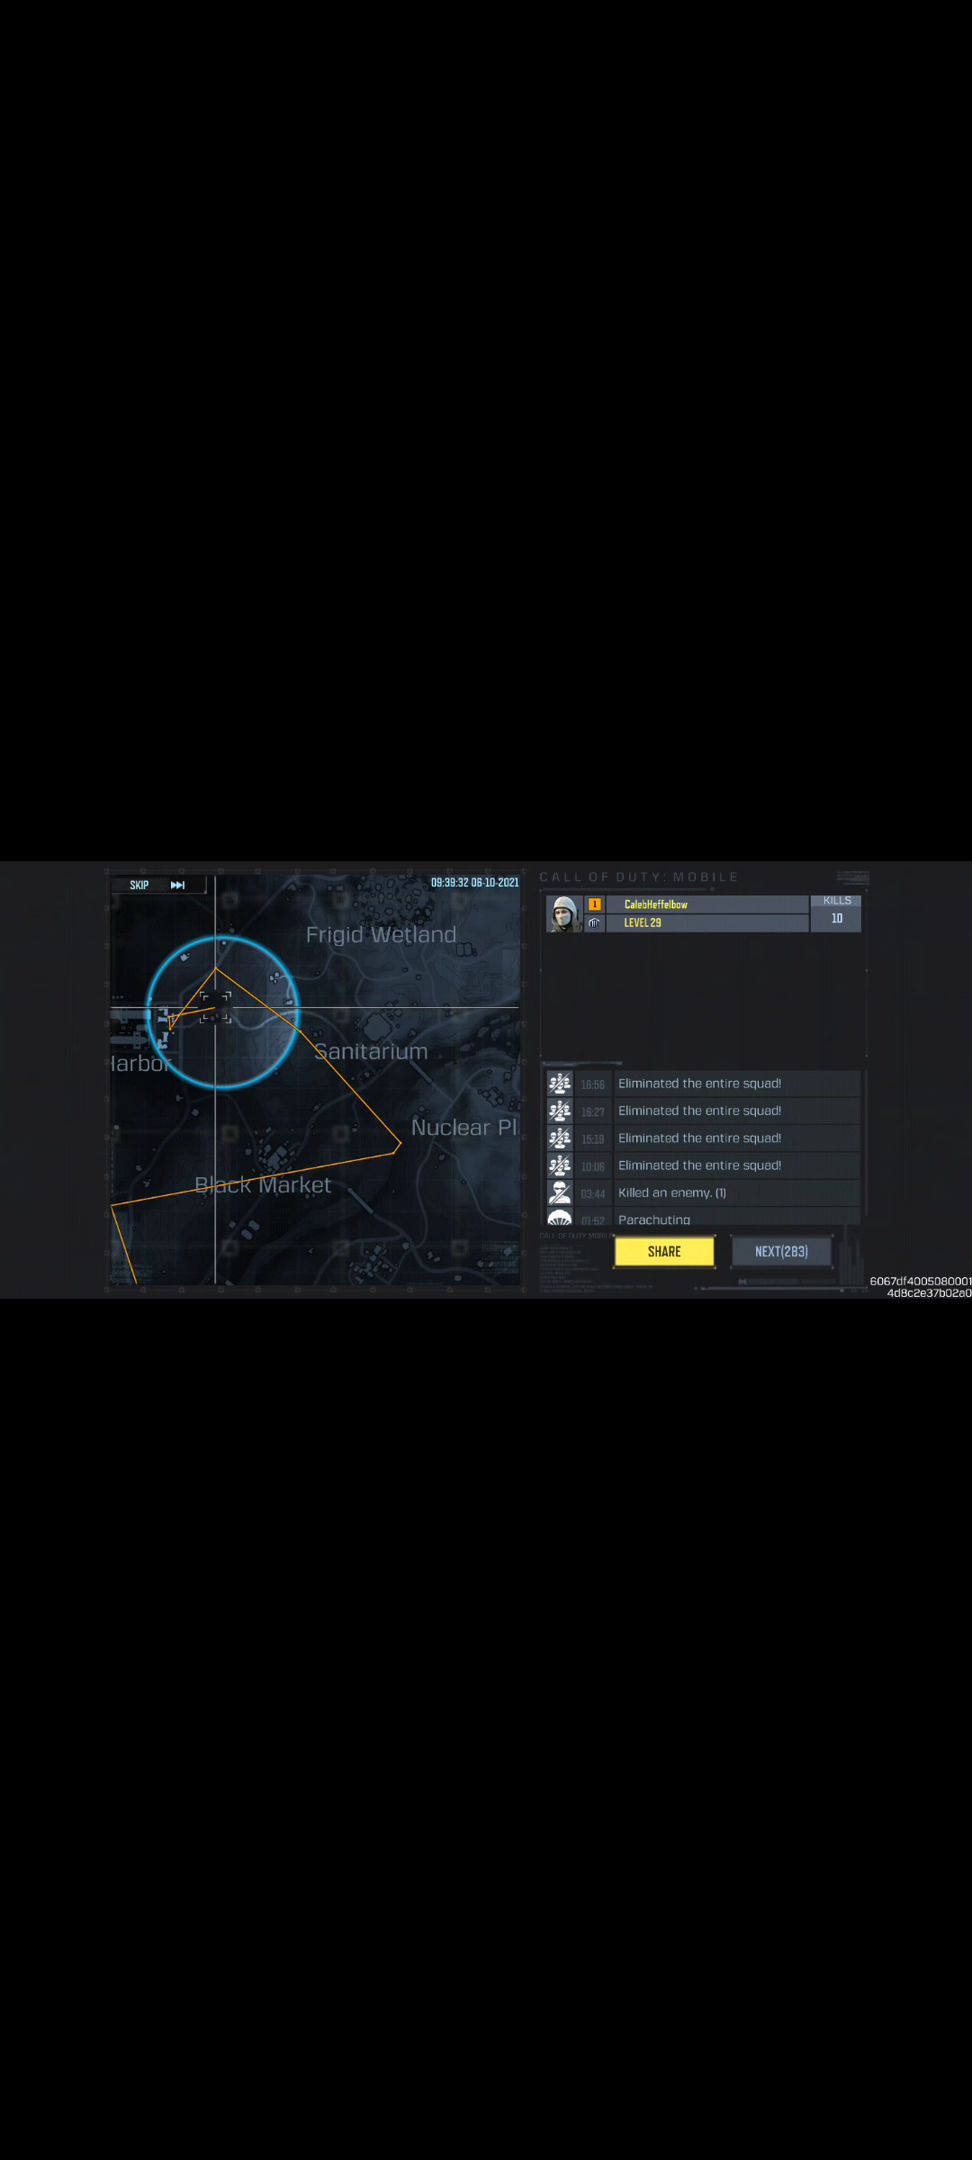 SKIP
09:39:32 06-10-2021
Frigid Wetland
Harbor
Sanitarium
Nuclear Pl
Black Market
CALL OF DUTY: MOBILE
1
CalebHeffelbow
KILLS
LEVEL 29
10
16:56 Eliminated the entire squad!
16:27 Eliminated the entire squad!
15:18 Eliminated the entire squad!
10:06 Eliminated the entire squad!
03:44 Killed an enemy. (1)
01:52 Parachuting
SHARE
NEXT(283)
6067df4005080001
4d8c2e37b02a0